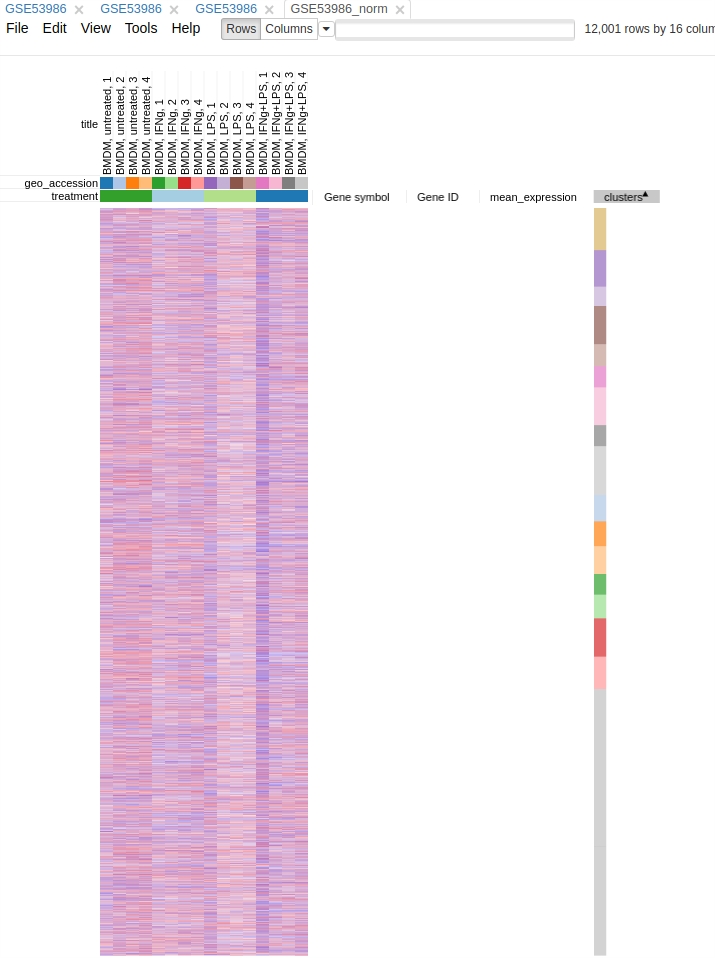 GSE53986 × GSE53986 × GSE53986 × GSE53986_norm ×
File Edit View Tools Help Rows Columns 12,001 rows by 16 colum
title
BMDM, untreated, 1
BMDM, untreated, 2
BMDM, untreated, 3
BMDM, untreated, 4
BMDM, IFNg, 1
BMDM, IFNg, 2
BMDM, IFNg, 3
BMDM, IFNg, 4
BMDM, LPS, 1
BMDM, LPS, 2
BMDM, LPS, 3
BMDM, LPS, 4
BMDM, IFNg+LPS, 1
BMDM, IFNg+LPS, 2
BMDM, IFNg+LPS, 3
BMDM, IFNg+LPS, 4
geo_accession
treatment Gene symbol Gene ID mean_expression clusters